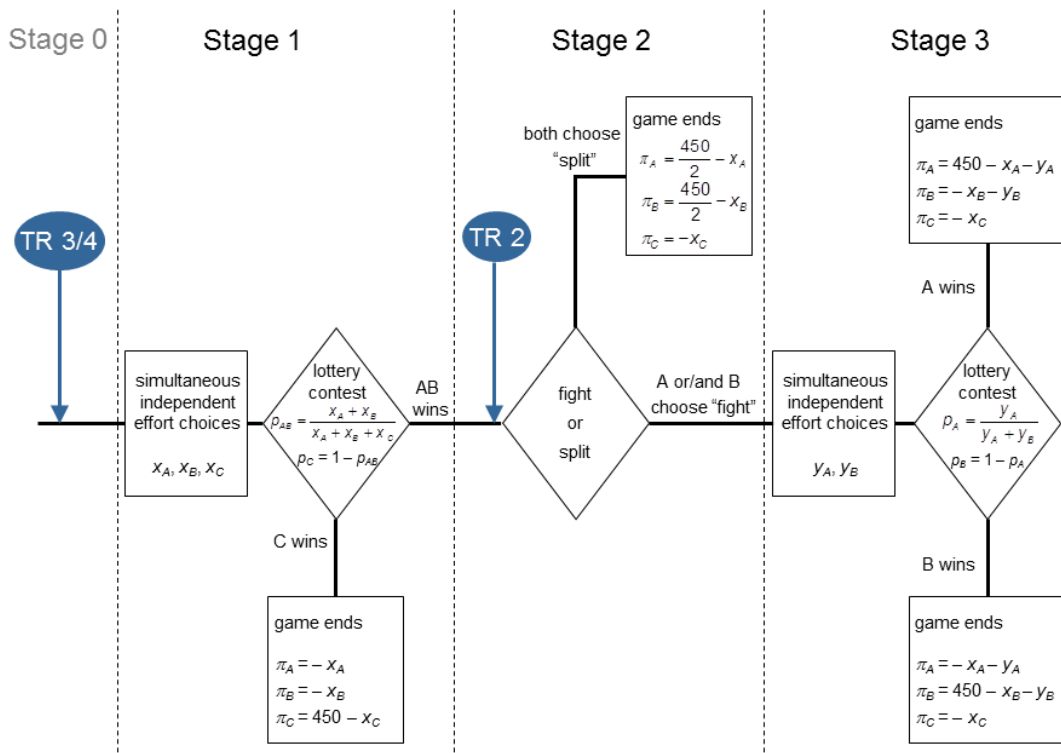 Stage 0
Stage 1
Stage 2
Stage 3
TR 3/4
simultaneous
independent
effort choices
x_A, x_B, x_C
lottery
contest
p_AB = (x_A + x_B) / (x_A + x_B + x_C)
p_C = 1 – p_AB
C wins
game ends
π_A = – x_A
π_B = – x_B
π_C = 450 – x_C
AB
wins
TR 2
fight
or
split
both choose
“split”
game ends
π_A = 450/2 – x_A
π_B = 450/2 – x_B
π_C = –x_C
A or/and B
choose “fight”
simultaneous
independent
effort choices
y_A, y_B
lottery
contest
p_A = y_A / (y_A + y_B)
p_B = 1 – p_A
A wins
game ends
π_A = 450 – x_A – y_A
π_B = – x_B – y_B
π_C = – x_C
B wins
game ends
π_A = – x_A – y_A
π_B = 450 – x_B – y_B
π_C = – x_C